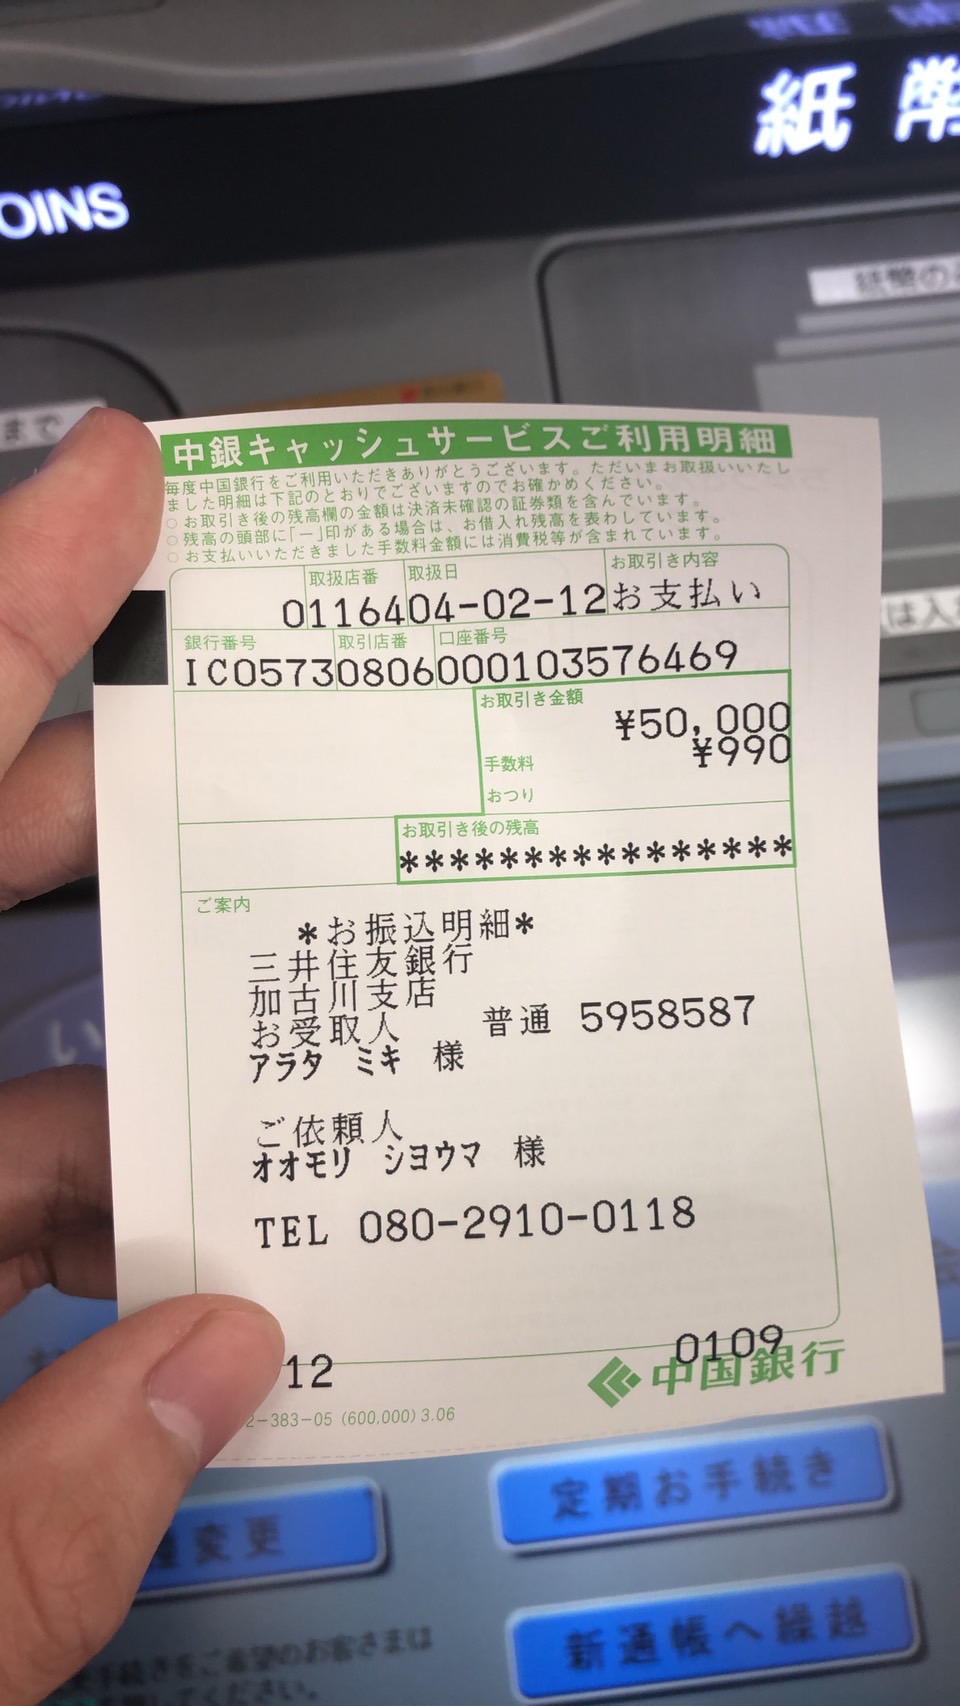 OINS
紙幣
まで
中銀キャッシュサービスご利用明細
毎度中国銀行をご利用いただきありがとうございます。ただいまお取扱いいたし
ました明細は下記のとおりでございますのでお確かめください。
○お取引き後の残高欄の金額は決済未確認の証券類を含んでいます。
○残高の頭部に「－」印がある場合は、お借入れ残高を表わしています。
○お支払いいただきました手数料金額には消費税等が含まれています。
取扱店番 取扱日 お取引き内容
0116404-02-12お支払い
銀行番号 取引店番 口座番号
IC05730806000103576469
お取引き金額
¥50,000
¥990
手数料
おつり
お取引き後の残高
****************
ご案内
*お振込明細*
三井住友銀行
加古川支店
お受取人 普通 5958587
アラタ ミキ 様
ご依頼人
オオモリ シヨウマ 様
TEL 080-2910-0118
12 0109
中国銀行
2-383-05 (600,000) 3.06
定期お手続き
変更
新通帳へ繰越